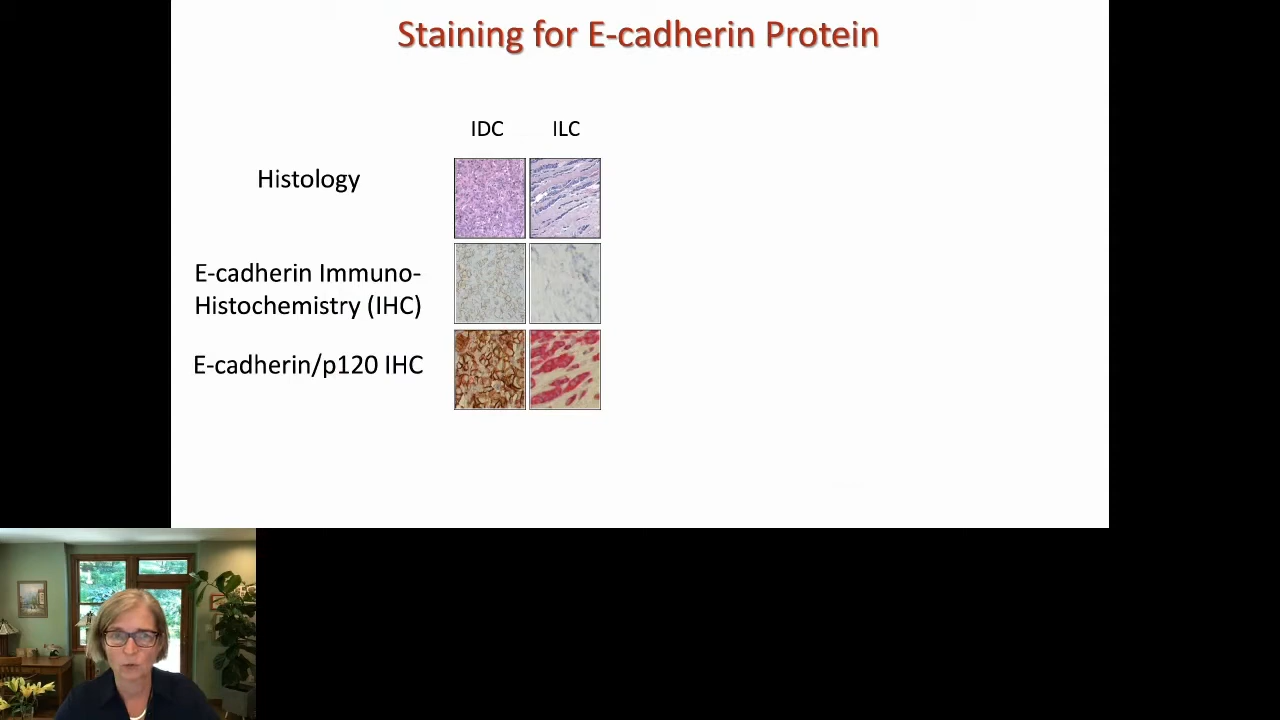 Staining for E-cadherin Protein
IDC ILC
Histology
E-cadherin Immuno-
Histochemistry (IHC)
E-cadherin/p120 IHC